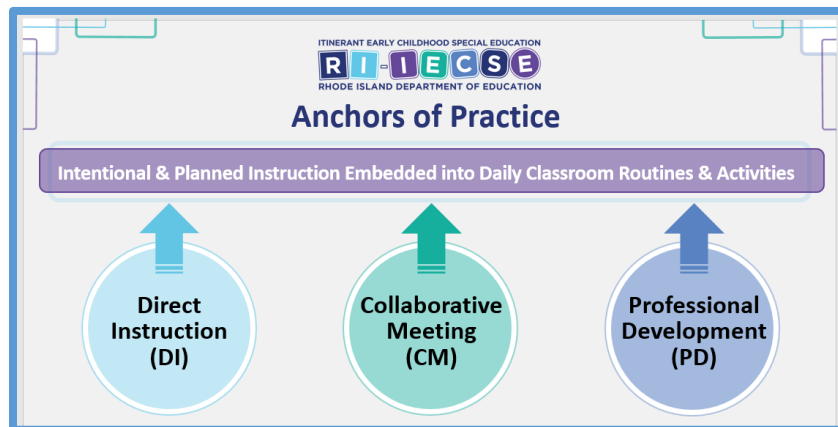 ITINERANT EARLY CHILDHOOD SPECIAL EDUCATION
RI-IECSE
RHODE ISLAND DEPARTMENT OF EDUCATION
Anchors of Practice
Intentional & Planned Instruction Embedded into Daily Classroom Routines & Activities
Direct
Instruction
(DI)
Collaborative
Meeting
(CM)
Professional
Development
(PD)